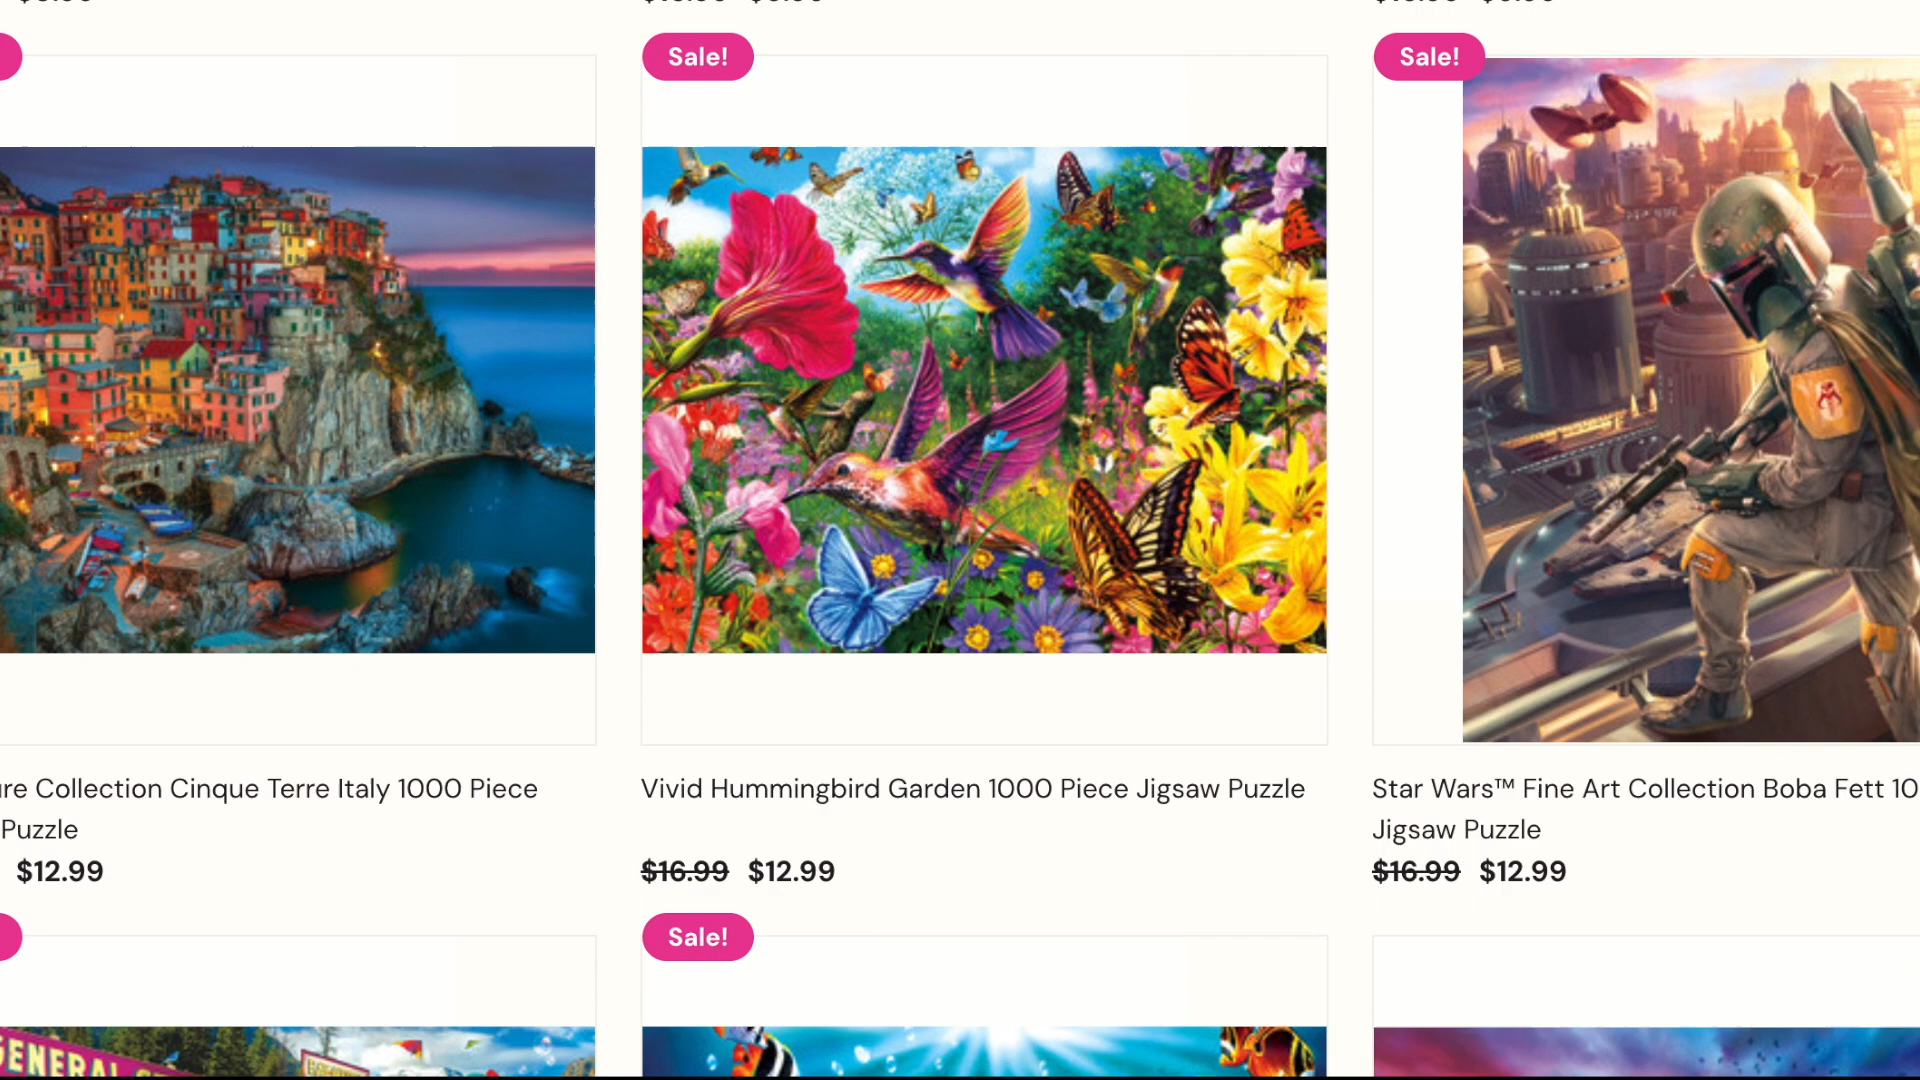 Sale!
Sale!
re Collection Cinque Terre Italy 1000 Piece
Puzzle
$12.99
Vivid Hummingbird Garden 1000 Piece Jigsaw Puzzle
$16.99 $12.99
Star Wars™ Fine Art Collection Boba Fett 10
Jigsaw Puzzle
$16.99 $12.99
Sale!
GENERAL